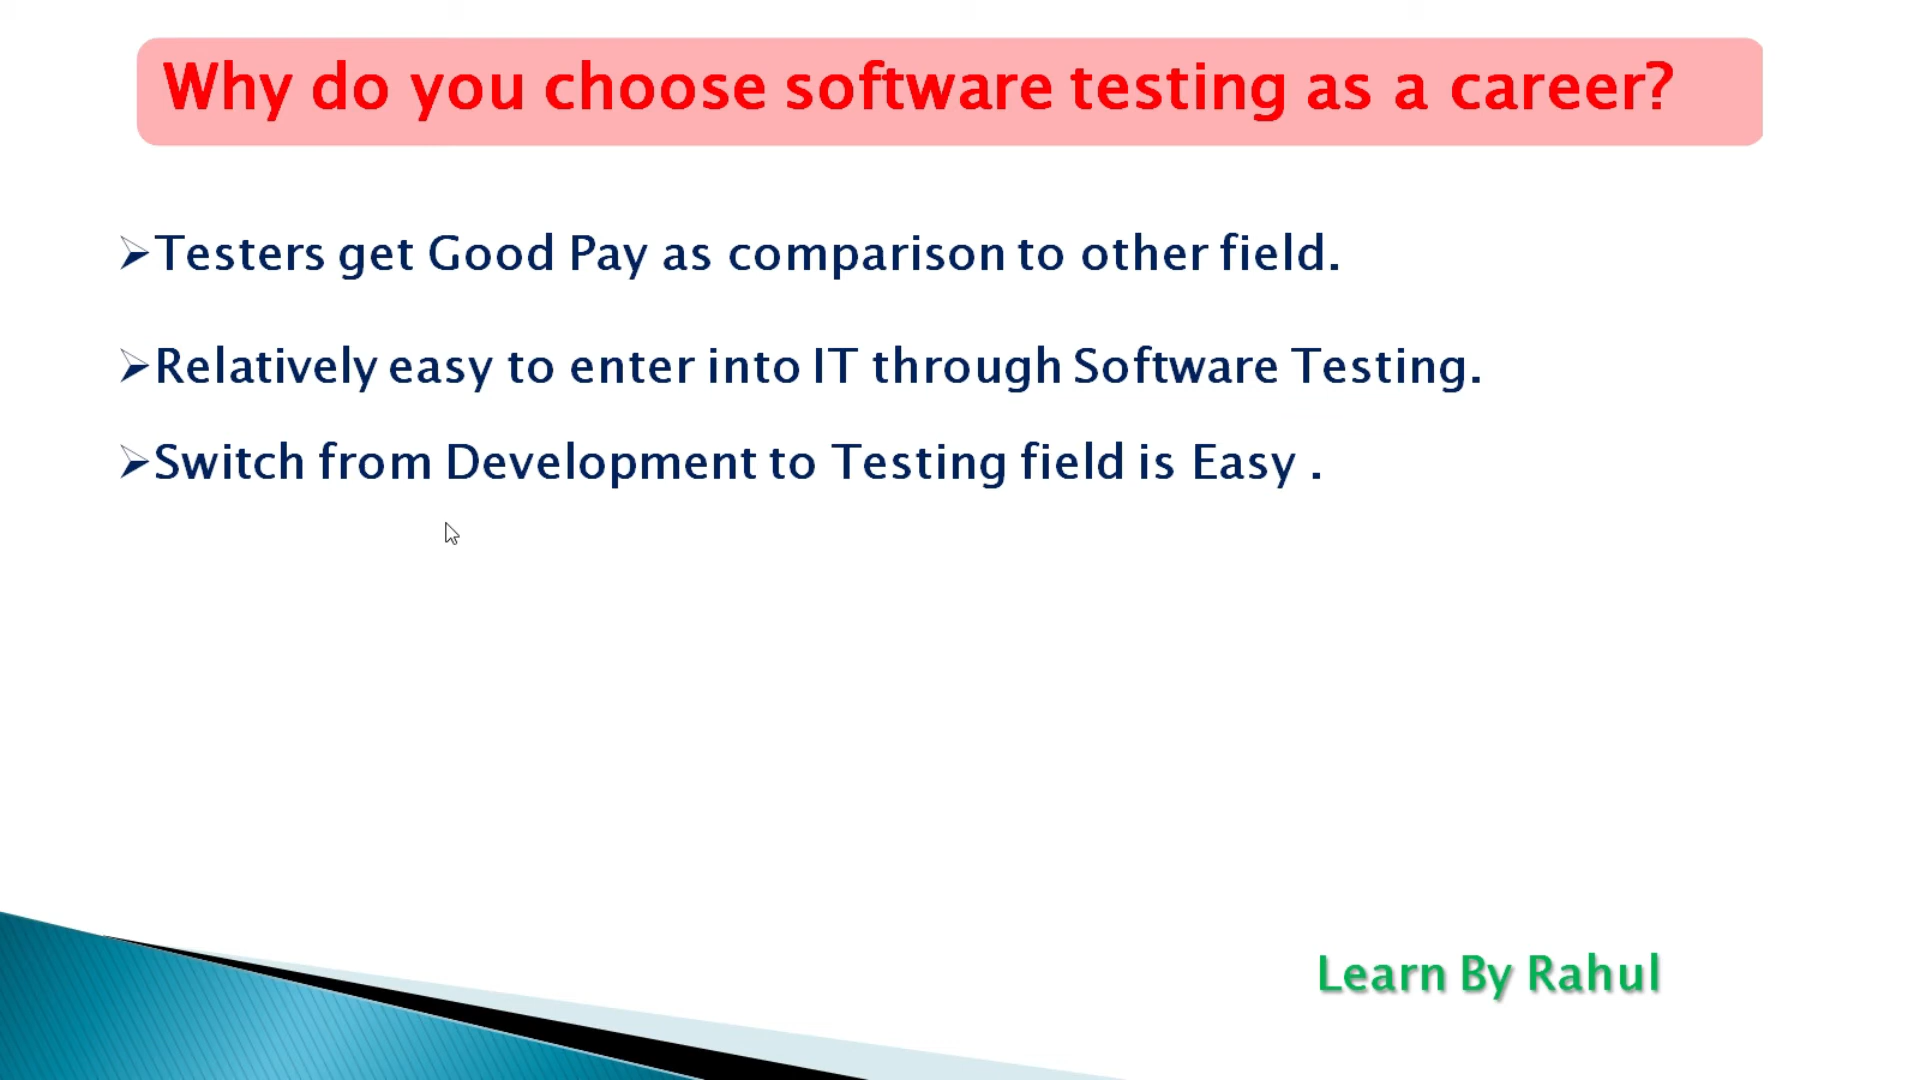 Why do you choose software testing as a career?
➢Testers get Good Pay as comparison to other field.
➢Relatively easy to enter into IT through Software Testing.
➢Switch from Development to Testing field is Easy .
Learn By Rahul